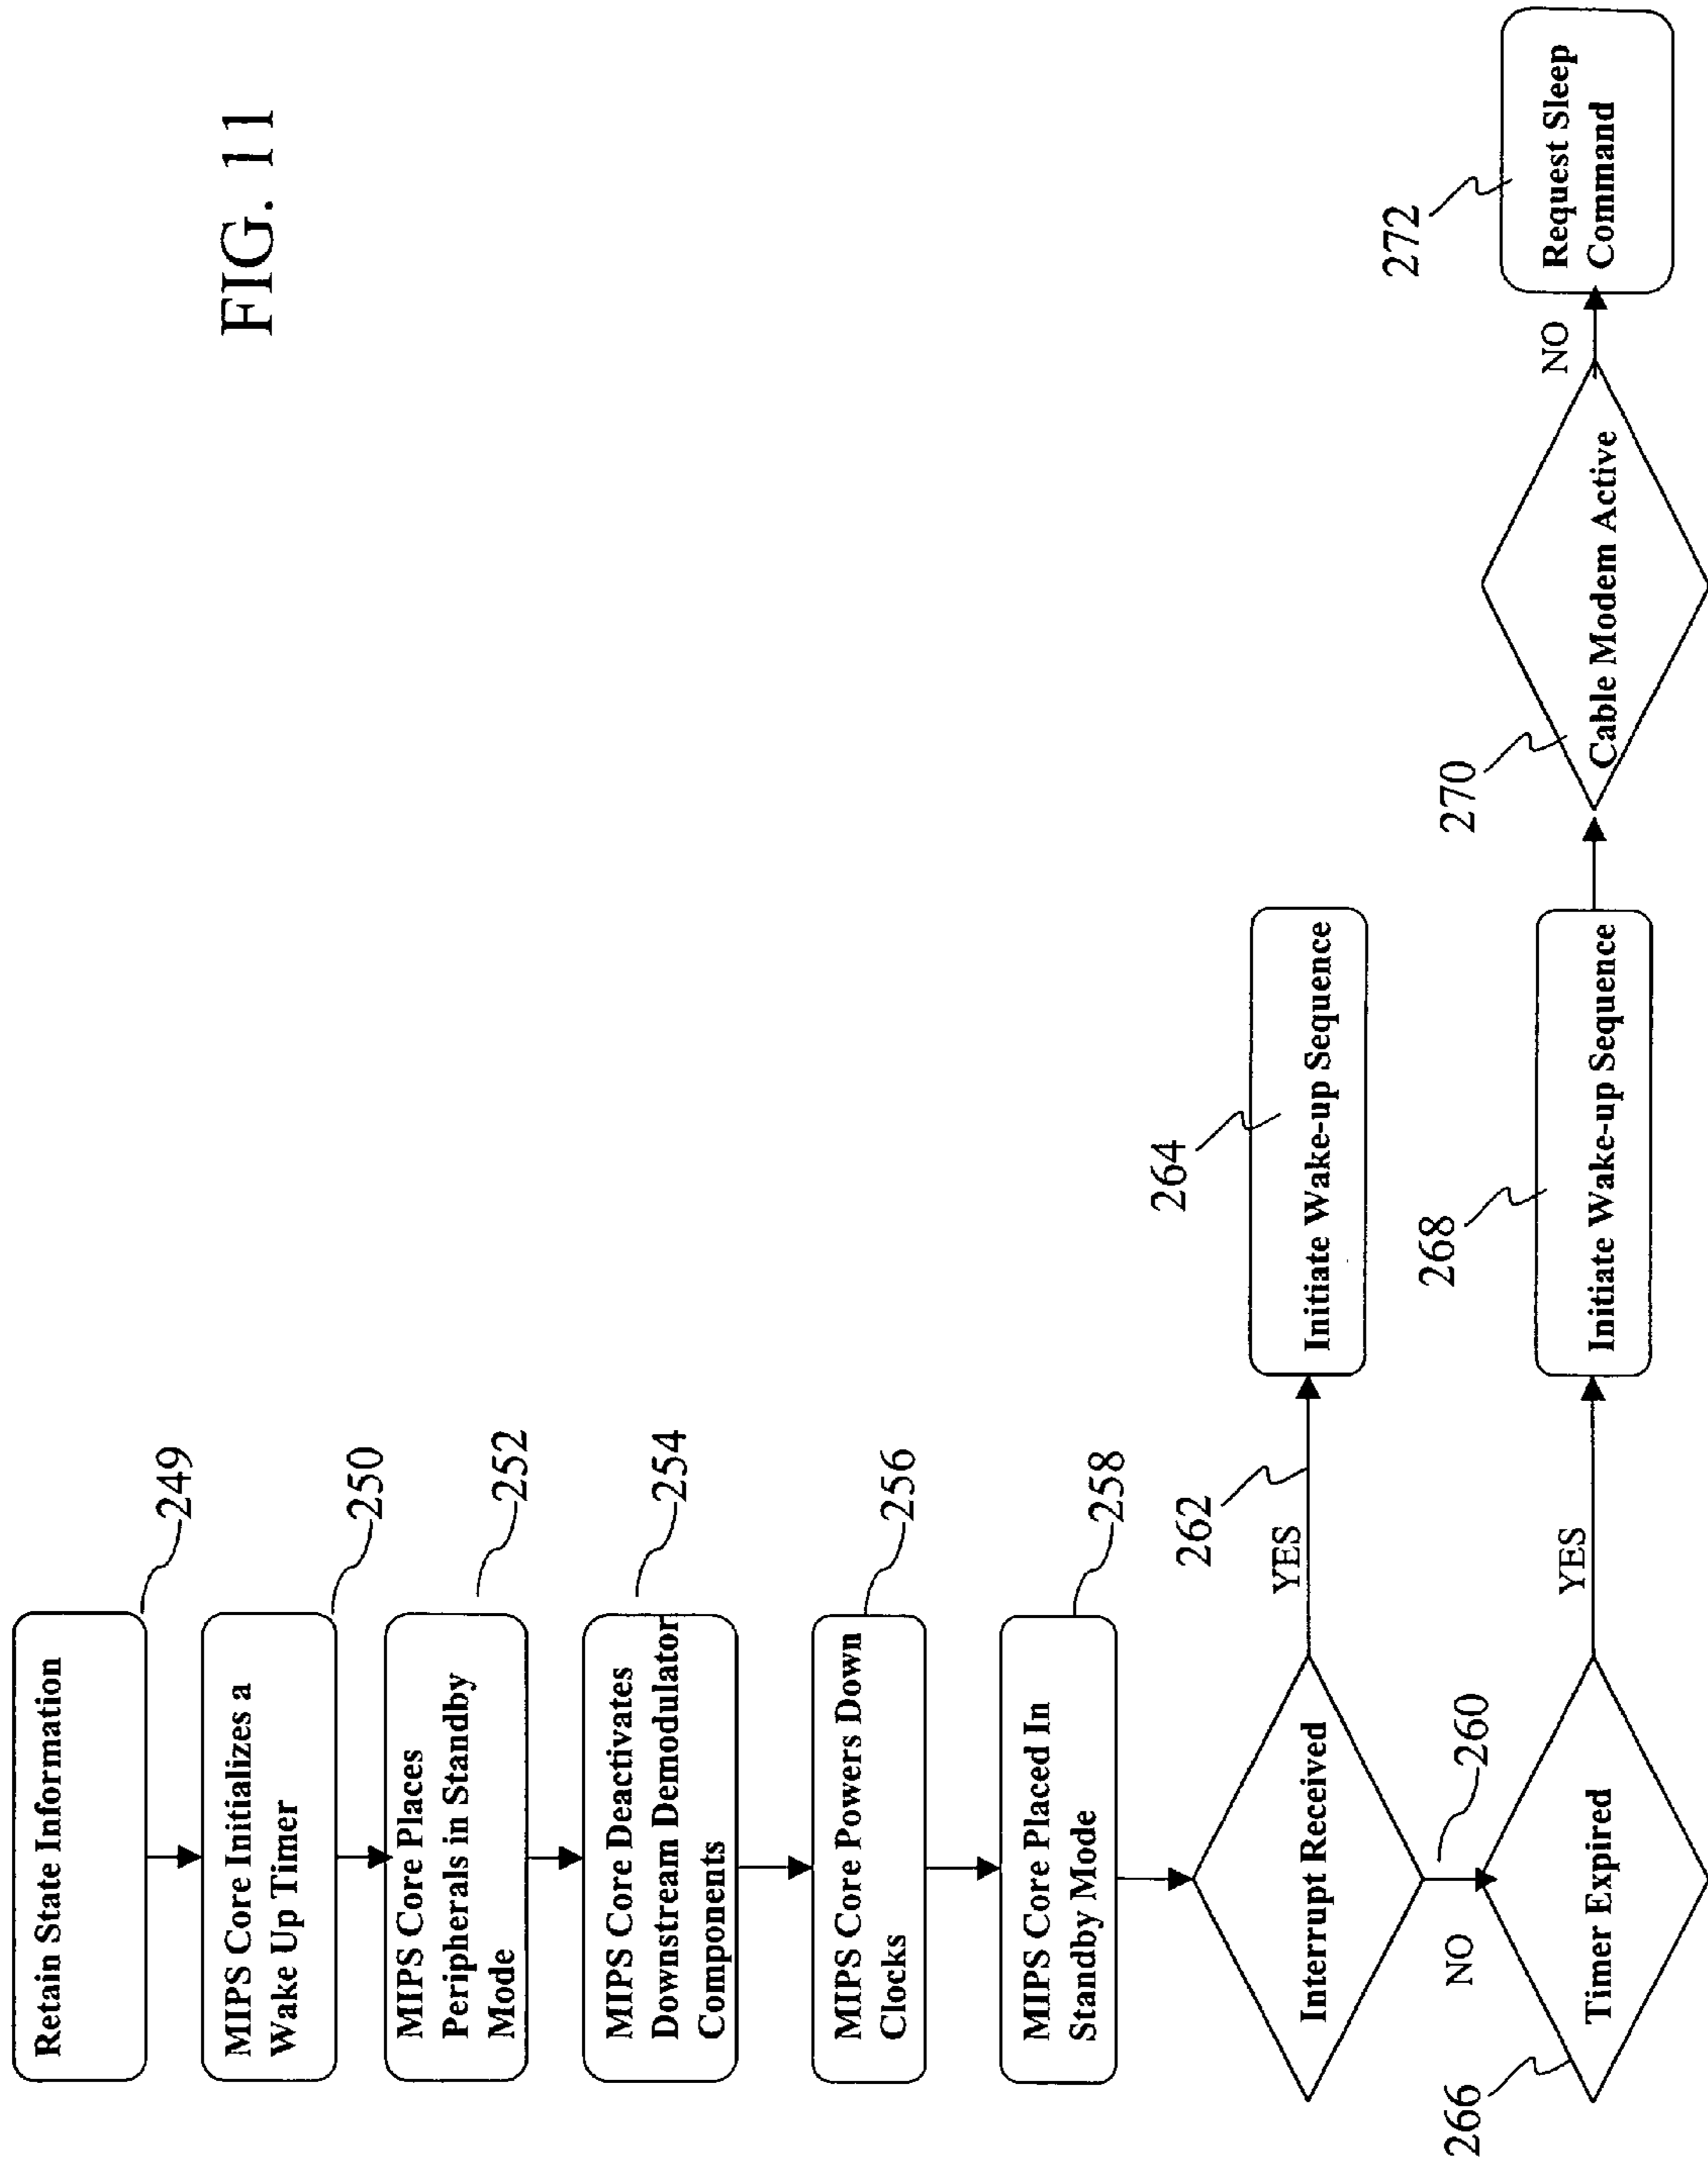 FIG. 11
Retain State Information
249
MIPS Core Initializes a
Wake Up Timer
250
MIPS Core Places
Peripherals in Standby
Mode
252
MIPS Core Deactivates
Downstream Demodulator
Components
254
MIPS Core Powers Down
Clocks
256
MIPS Core Placed In
Standby Mode
258
Interrupt Received
YES
262
Initiate Wake-up Sequence
264
NO
260
Timer Expired
266
YES
Initiate Wake-up Sequence
268
Cable Modem Active
270
NO
Request Sleep
Command
272